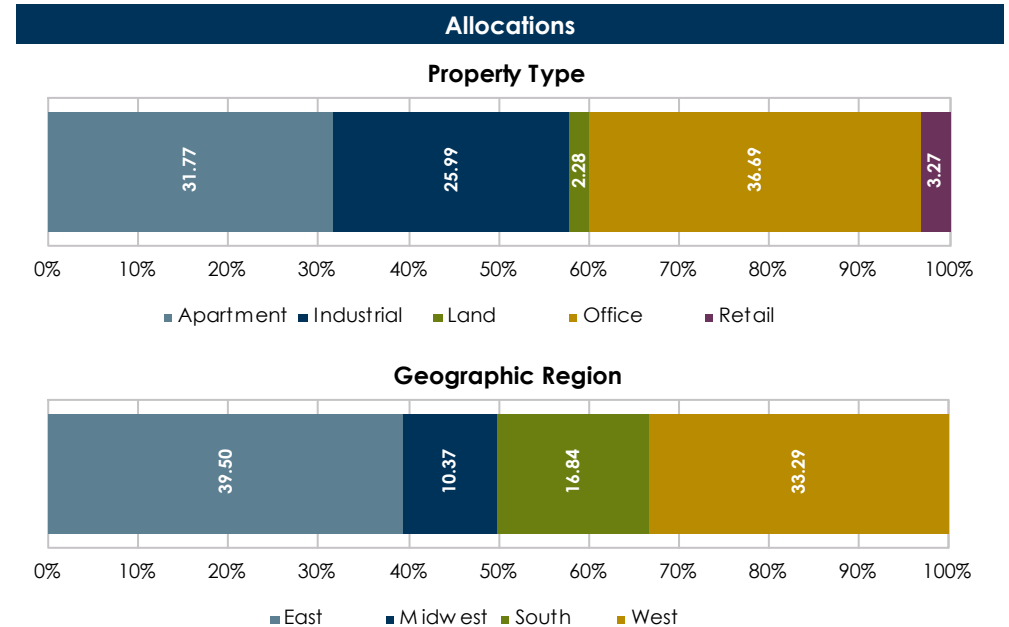 Allocations
Property Type
31.77 25.99 2.28 36.69 3.27
0% 10% 20% 30% 40% 50% 60% 70% 80% 90% 100%
Apartment Industrial Land Office Retail
Geographic Region
39.50 10.37 16.84 33.29
0% 10% 20% 30% 40% 50% 60% 70% 80% 90% 100%
East Midwest South West